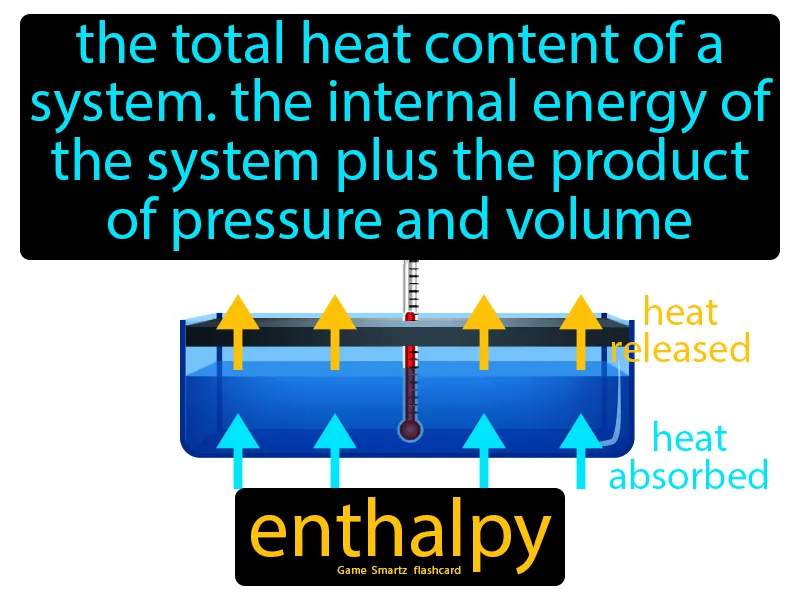 the total heat content of a
system. the internal energy of
the system plus the product
of pressure and volume
heat
released
heat
absorbed
enthalpy
Game Smartz flashcard